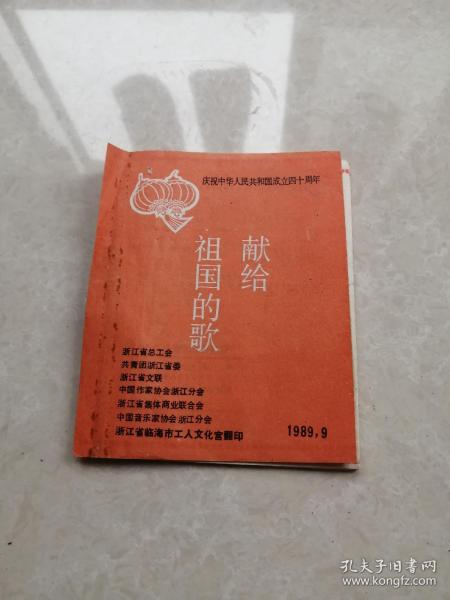 庆祝中华人民共和国成立四十周年
献给
祖国的歌
浙江省总工会
共青团浙江省委
浙江省文联
中国作家协会浙江分会
浙江省集体商业联合会
中国音乐家协会浙江分会
浙江省临海市工人文化宫翻印
1989,9
孔夫子旧书网
www.kongfz.com